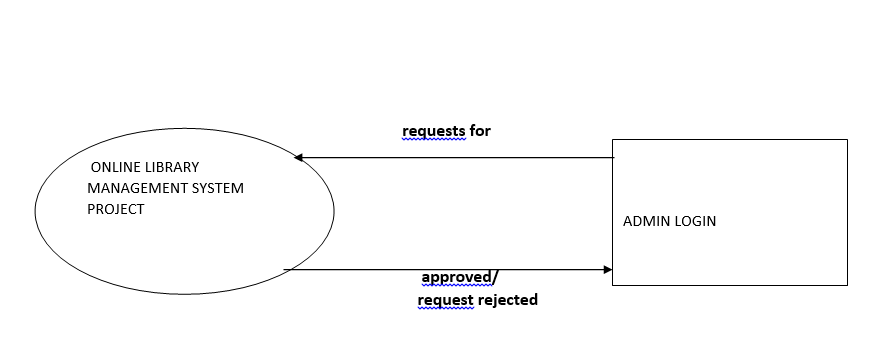 requests for
ONLINE LIBRARY
MANAGEMENT SYSTEM
PROJECT
ADMIN LOGIN
approved/
request rejected